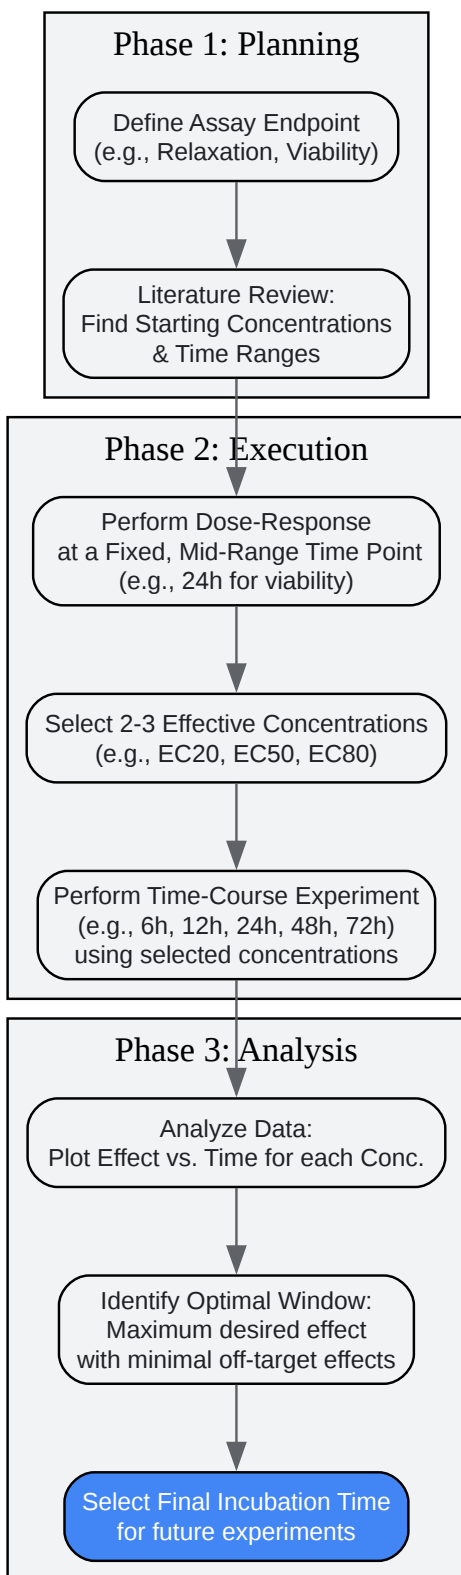 Phase 1: Planning
Define Assay Endpoint
(e.g., Relaxation, Viability)
Literature Review:
Find Starting Concentrations
& Time Ranges
Phase 2: Execution
Perform Dose-Response
at a Fixed, Mid-Range Time Point
(e.g., 24h for viability)
Select 2-3 Effective Concentrations
(e.g., EC20, EC50, EC80)
Perform Time-Course Experiment
(e.g., 6h, 12h, 24h, 48h, 72h)
using selected concentrations
Phase 3: Analysis
Analyze Data:
Plot Effect vs. Time for each Conc.
Identify Optimal Window:
Maximum desired effect
with minimal off-target effects
Select Final Incubation Time
for future experiments